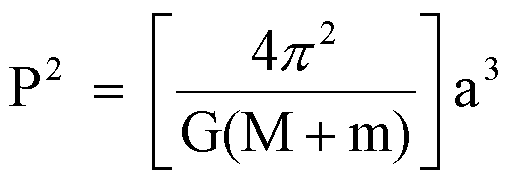 P² = [4π² / G(M + m)] a³